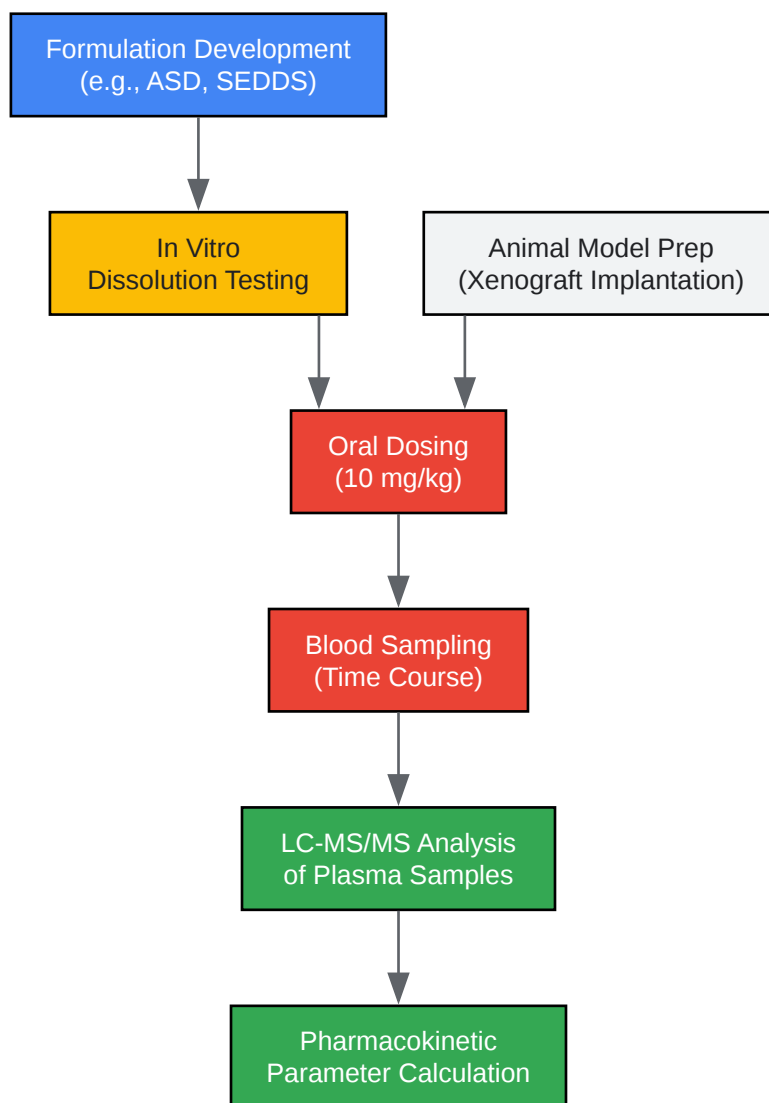 Formulation Development
(e.g., ASD, SEDDS)
In Vitro
Dissolution Testing
Animal Model Prep
(Xenograft Implantation)
Oral Dosing
(10 mg/kg)
Blood Sampling
(Time Course)
LC-MS/MS Analysis
of Plasma Samples
Pharmacokinetic
Parameter Calculation